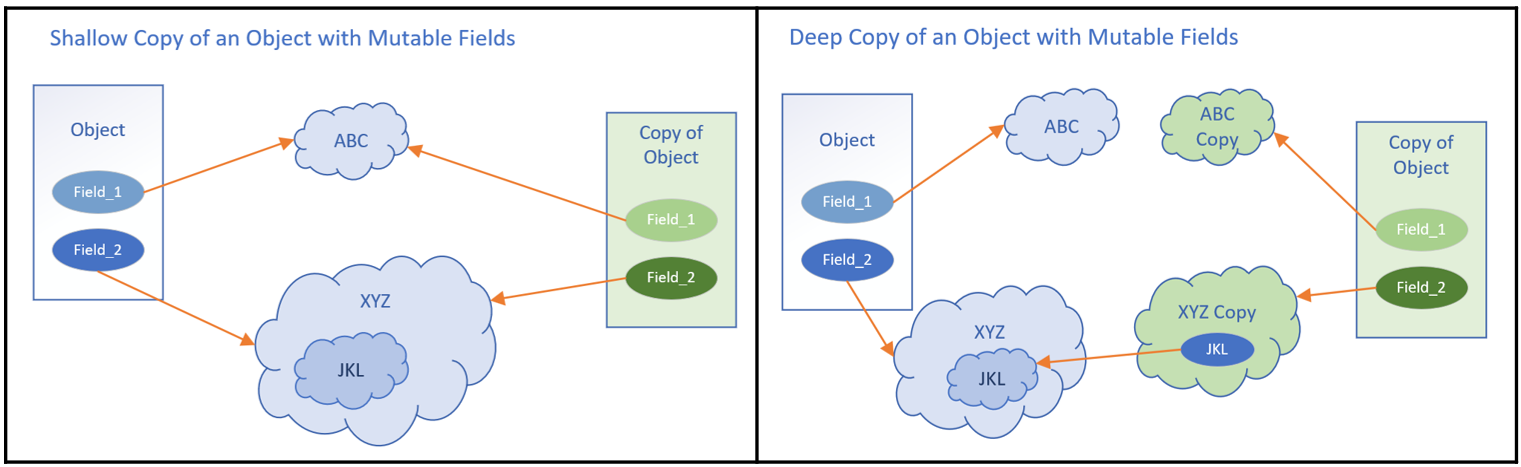 Shallow Copy of an Object with Mutable Fields
Object
Field_1
Field_2
ABC
XYZ
JKL
Copy of
Object
Field_1
Field_2
Deep Copy of an Object with Mutable Fields
Object
Field_1
Field_2
ABC
ABC
Copy
XYZ
JKL
XYZ Copy
JKL
Copy of
Object
Field_1
Field_2